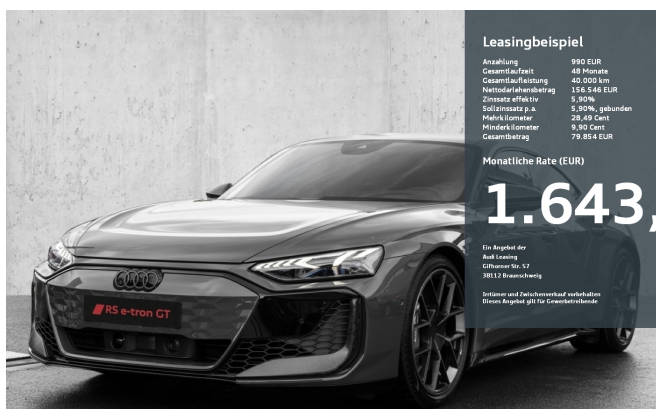 Leasingbeispiel
Anzahlung 990 EUR
Gesamtlaufzeit 48 Monate
Gesamtlaufleistung 40.000 km
Nettodarlehensbetrag 156.546 EUR
Zinssatz effektiv 5,90%
Sollzinssatz p.a. 5,90%, gebunden
Mehrkilometer 28,49 Cent
Minderkilometer 9,90 Cent
Gesamtbetrag 79.854 EUR
Monatliche Rate (EUR)
1.643,
Ein Angebot der
Audi Leasing
Gifhorner Str. 57
38112 Braunschweig
Irrtümer und Zwischenverkauf vorbehalten
Dieses Angebot gilt für Gewerbetreibende
RS e-tron GT